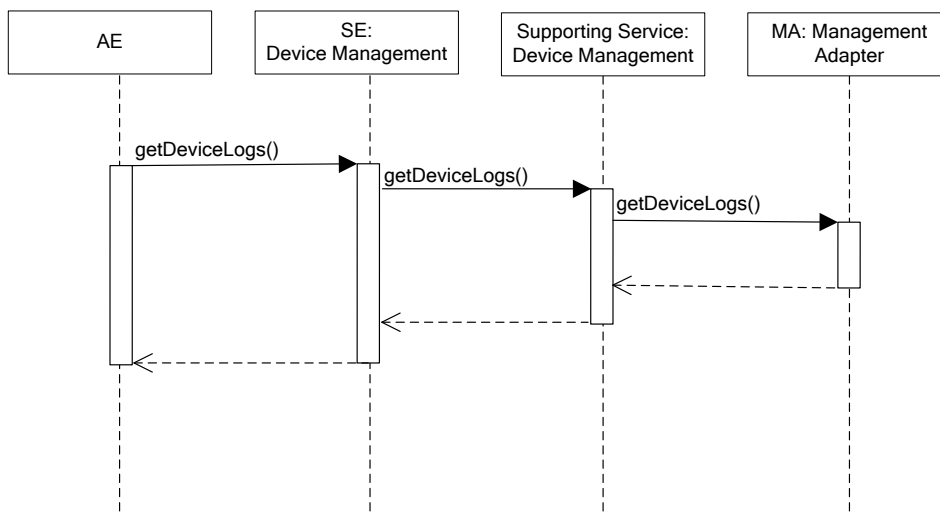 AE
SE:
Device Management
Supporting Service:
Device Management
MA: Management
Adapter
getDeviceLogs()
getDeviceLogs()
getDeviceLogs()